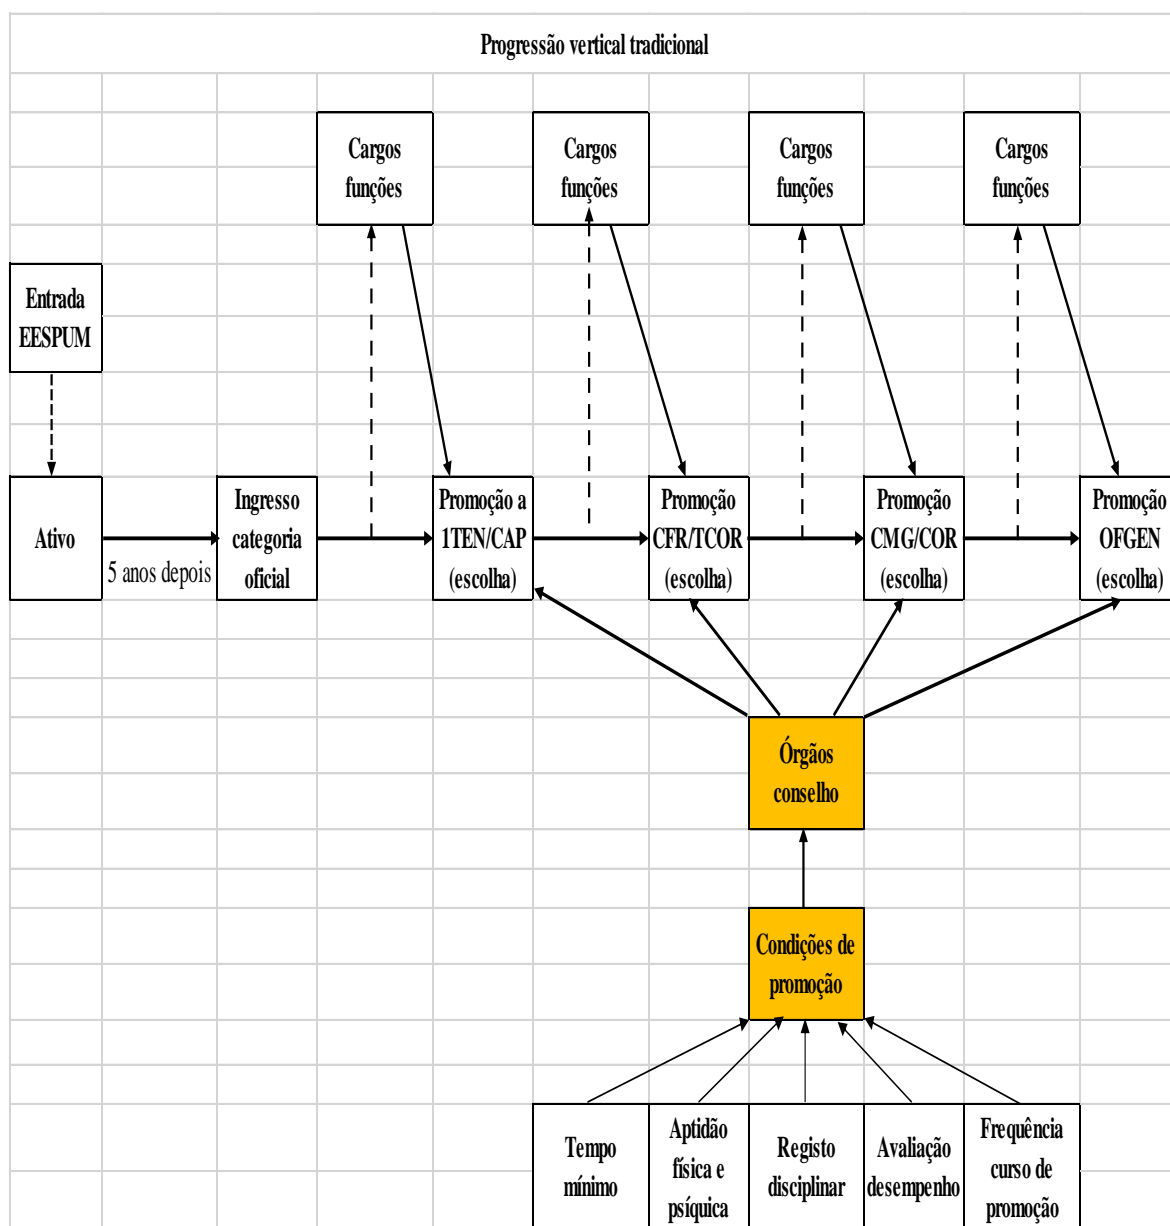 Progressão vertical tradicional
Cargos
funções
Cargos
funções
Cargos
funções
Cargos
funções
Entrada
EESPUM
Ativo
5 anos depois
Ingresso
categoria
oficial
Promoção a
1TEN/CAP
(escolha)
Promoção
CFR/TCOR
(escolha)
Promoção
CMG/COR
(escolha)
Promoção
OFGEN
(escolha)
Órgãos
conselho
Condições de
promoção
Tempo
mínimo
Aptidão
física e
psíquica
Registo
disciplinar
Avaliação
desempenho
Frequência
curso de
promoção